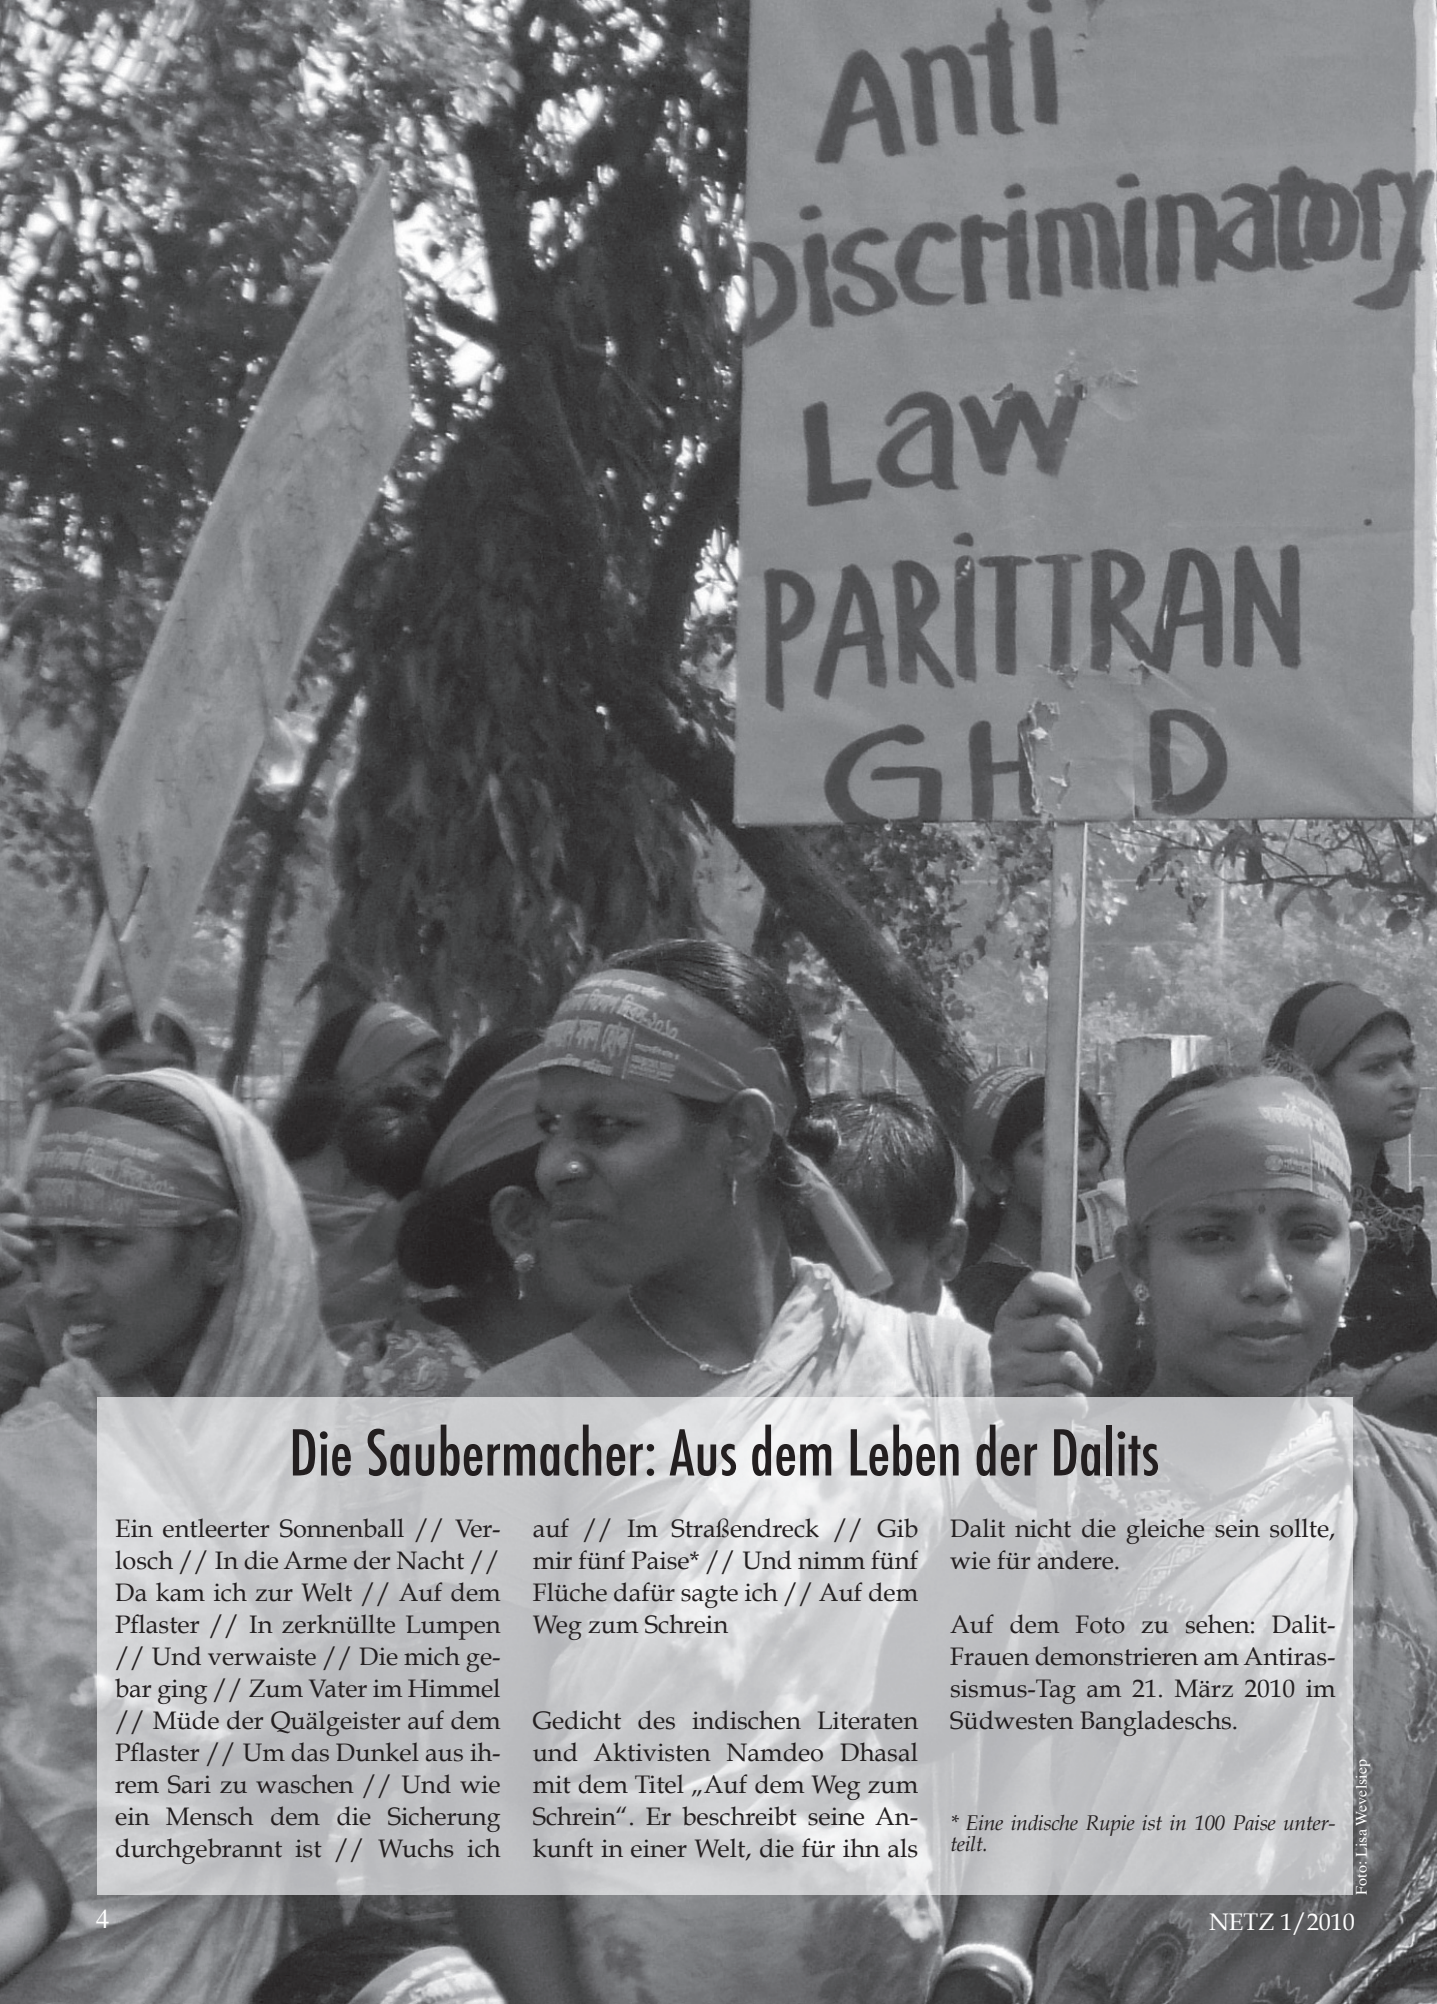 Anti
Discriminatory
Law
PARITTRAN
GH D
Die Saubermacher: Aus dem Leben der Dalits
Ein entleerter Sonnenball // Ver-
losch // In die Arme der Nacht //
Da kam ich zur Welt // Auf dem
Pflaster // In zerknüllte Lumpen
// Und verwaiste // Die mich ge-
bar ging // Zum Vater im Himmel
// Müde der Quälgeister auf dem
Pflaster // Um das Dunkel aus ih-
rem Sari zu waschen // Und wie
ein Mensch dem die Sicherung
durchgebrannt ist // Wuchs ich
auf // Im Straßendreck // Gib
mir fünf Paise* // Und nimm fünf
Flüche dafür sagte ich // Auf dem
Weg zum Schrein
Gedicht des indischen Literaten
und Aktivisten Namdeo Dhasal
mit dem Titel „Auf dem Weg zum
Schrein“. Er beschreibt seine An-
kunft in einer Welt, die für ihn als
Dalit nicht die gleiche sein sollte,
wie für andere.
Auf dem Foto zu sehen: Dalit-
Frauen demonstrieren am Antiras-
sismus-Tag am 21. März 2010 im
Südwesten Bangladeschs.
* Eine indische Rupie ist in 100 Paise unter-
teilt.
Foto: Lisa Wevelsiep
4
NETZ 1/2010